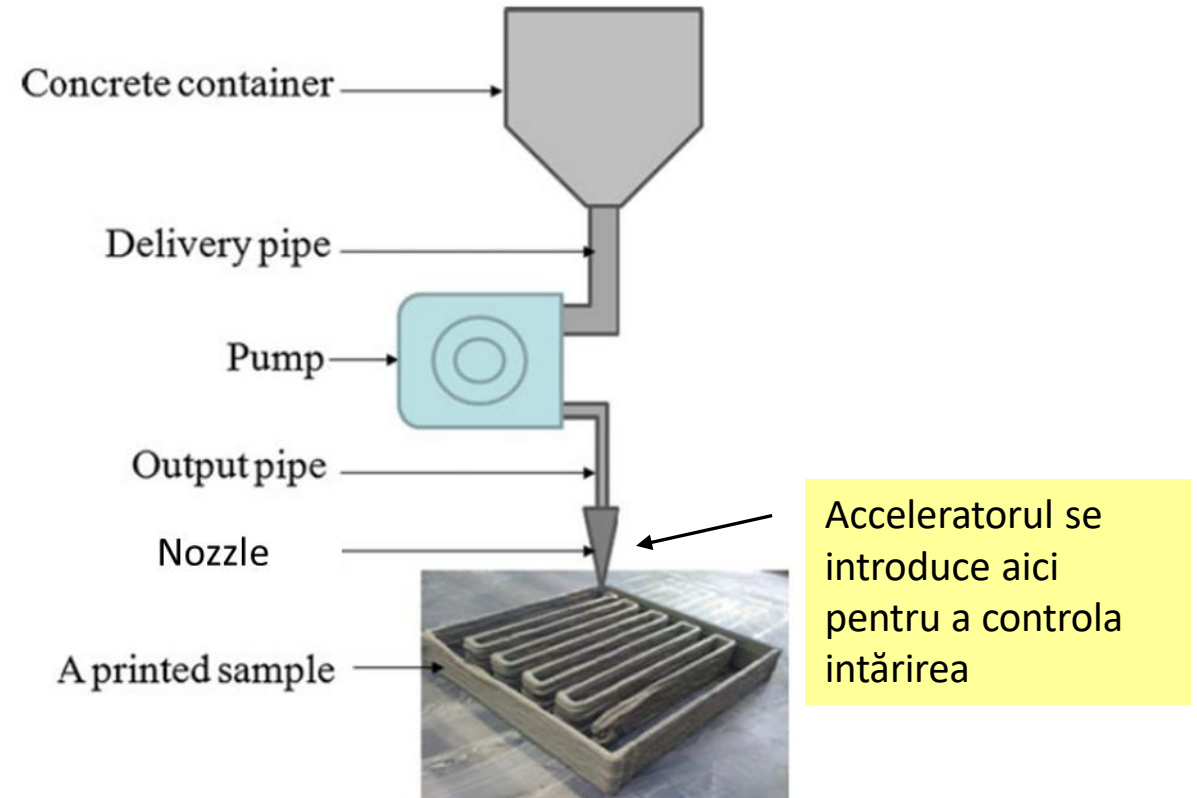 Concrete container
Delivery pipe
Pump
Output pipe
Nozzle
A printed sample
Acceleratorul se
introduce aici
pentru a controla
intărirea